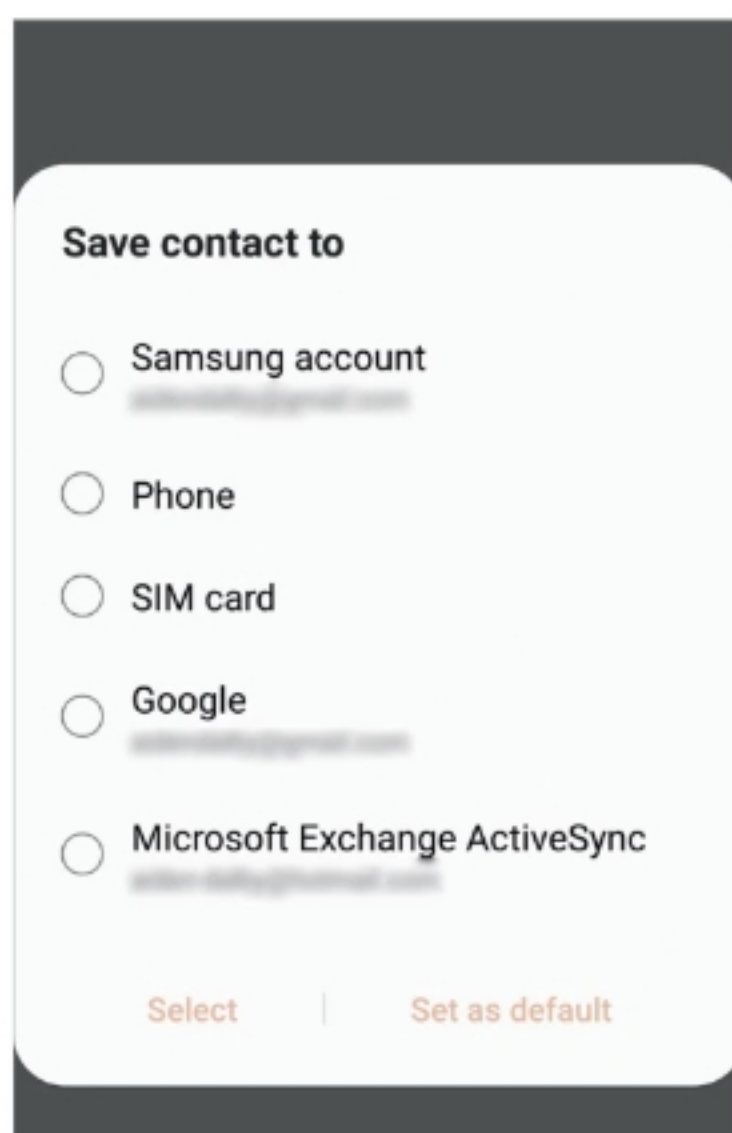 Save contact to
Samsung account
Phone
SIM card
Google
Microsoft Exchange ActiveSync
Select
Set as default